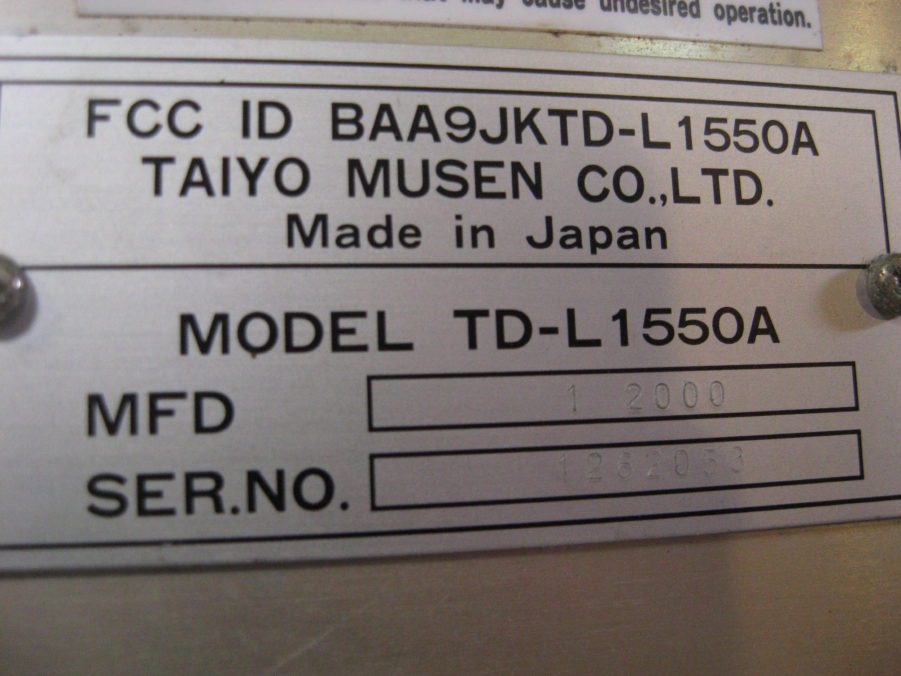 may cause undesired operation.
FCC ID BAA9JKTD-L1550A
TAIYO MUSEN CO.,LTD.
Made in Japan
MODEL TD-L1550A
MFD 1 2000
SER.NO.